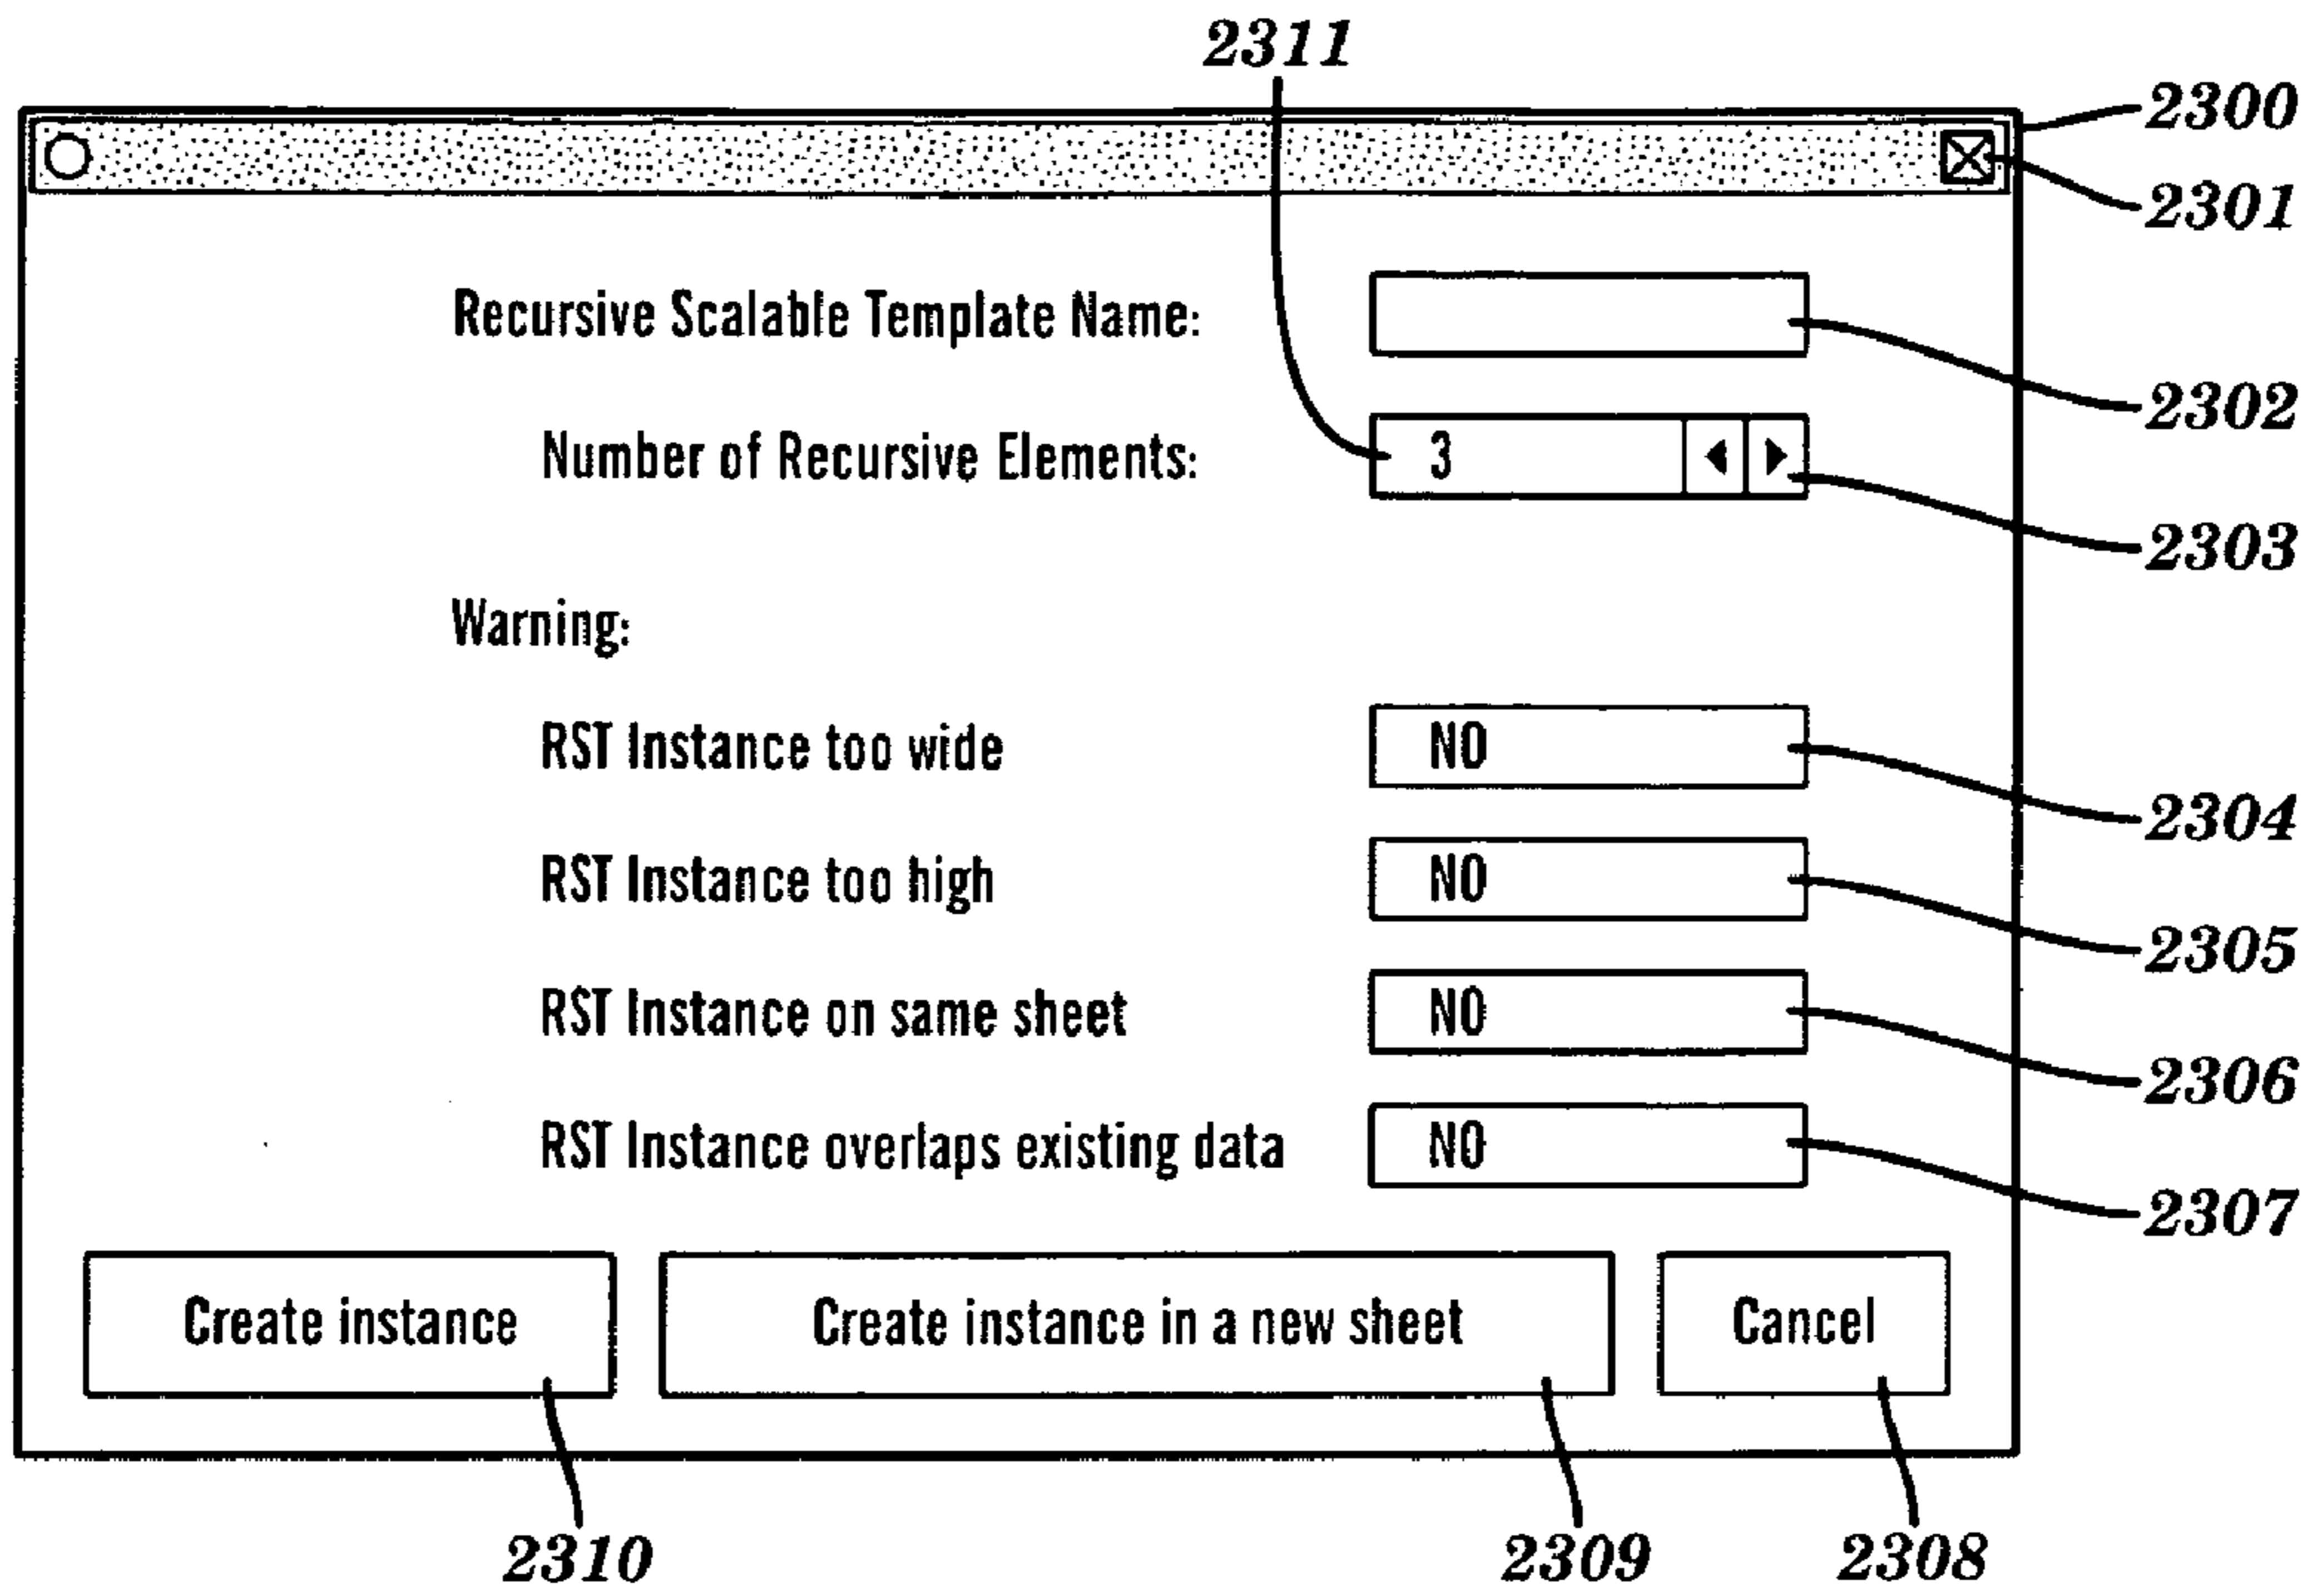 2311
2300
2301
Recursive Scalable Template Name:
2302
Number of Recursive Elements: 3
2303
Warning:
RST Instance too wide NO
2304
RST Instance too high NO
2305
RST Instance on same sheet NO
2306
RST Instance overlaps existing data NO
2307
Create instance Create instance in a new sheet Cancel
2310 2309 2308